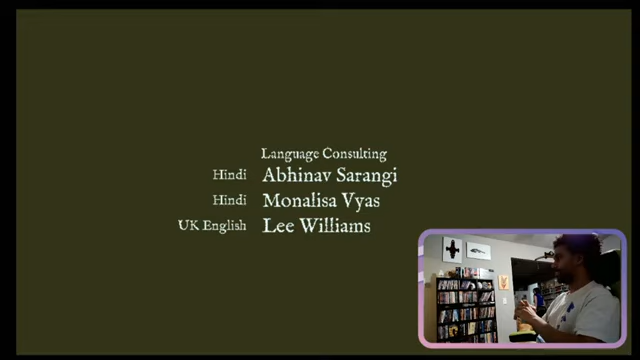 Language Consulting
Hindi Abhinav Sarangi
Hindi Monalisa Vyas
UK English Lee Williams